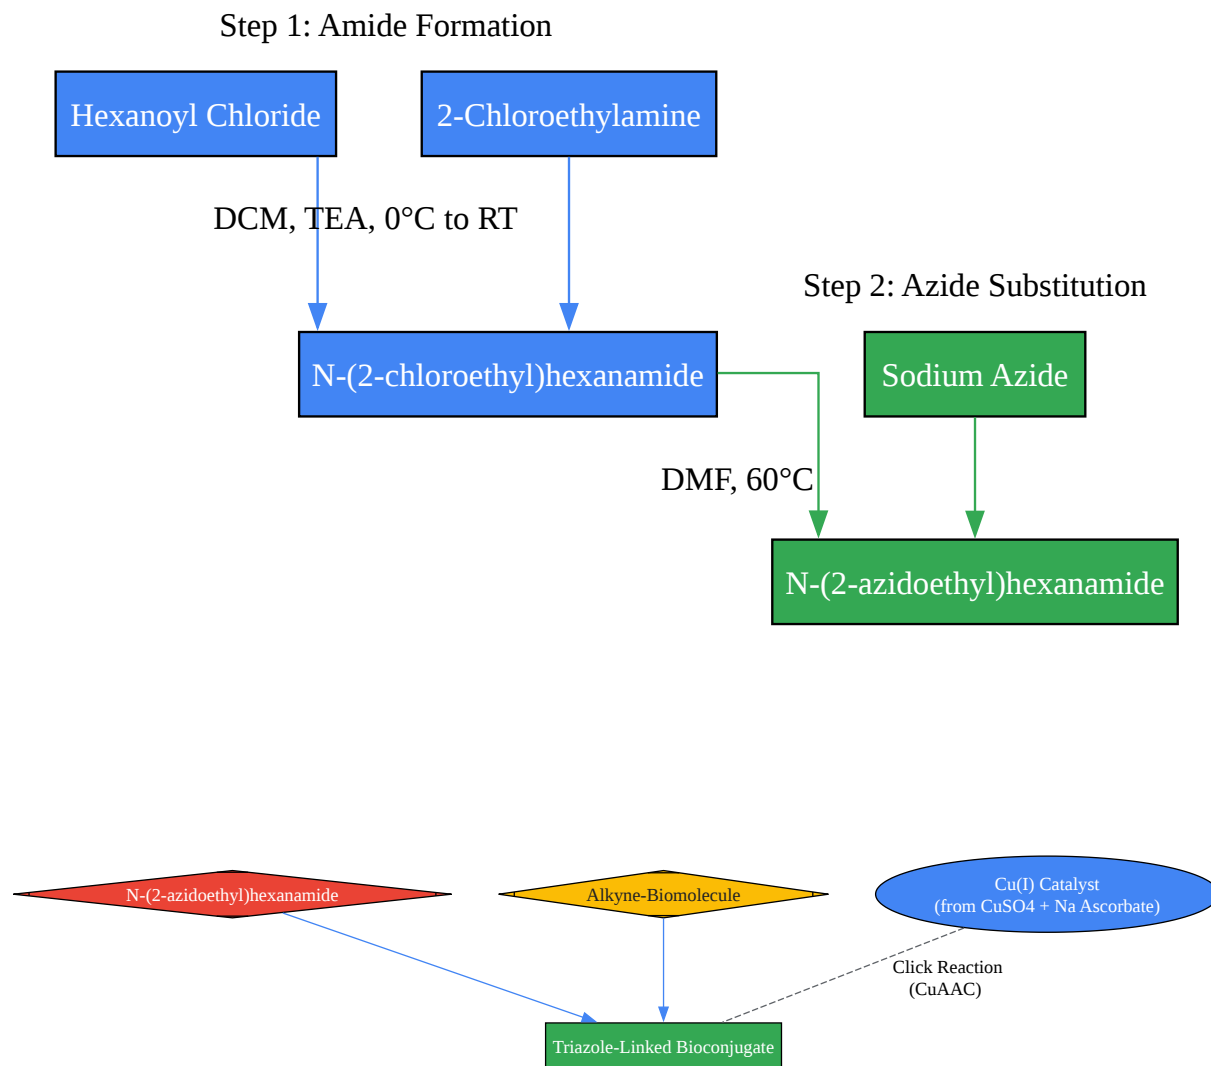 Step 1: Amide Formation
Hexanoyl Chloride
2-Chloroethylamine
DCM, TEA, 0°C to RT
Step 2: Azide Substitution
N-(2-chloroethyl)hexanamide
Sodium Azide
DMF, 60°C
N-(2-azidoethyl)hexanamide
N-(2-azidoethyl)hexanamide
Alkyne-Biomolecule
Cu(I) Catalyst
(from CuSO4 + Na Ascorbate)
Click Reaction
(CuAAC)
Triazole-Linked Bioconjugate